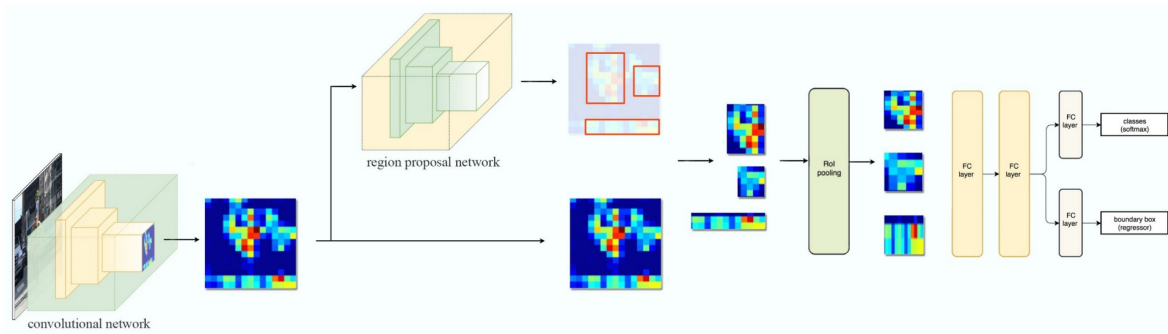 region proposal network
convolutional network
RoI
pooling
FC
layer
FC
layer
FC
layer
classes
(softmax)
FC
layer
boundary box
(regressor)